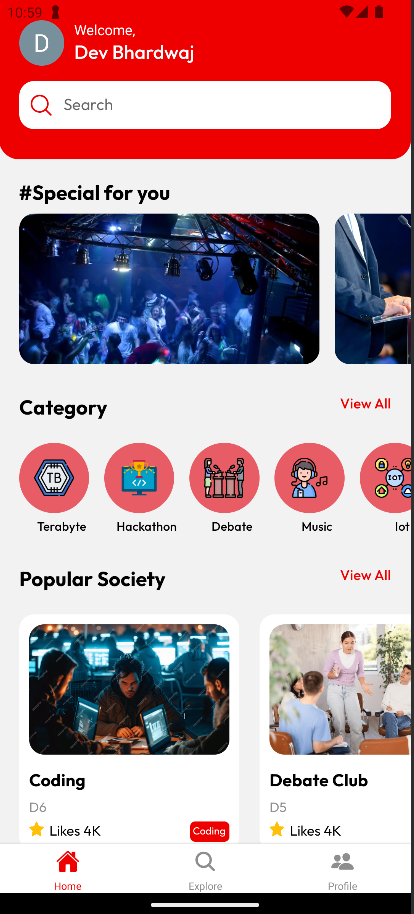 10:59
D
Welcome,
Dev Bhardwaj
Search
#Special for you
Category
View All
TB
</>
IOT
Terabyte
Hackathon
Debate
Music
Iot
Popular Society
View All
Coding
Debate Club
D6
D5
Likes 4K
Coding
Likes 4K
Home
Explore
Profile